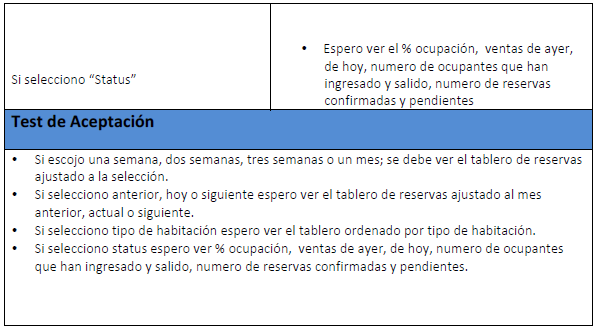 • Espero ver el % ocupación, ventas de ayer,
de hoy, numero de ocupantes que han
Si selecciono “Status”
ingresado y salido, numero de reservas
confirmadas y pendientes
Test de Aceptación
• Si escojo una semana, dos semanas, tres semanas o un mes; se debe ver el tablero de reservas
ajustado a la selección.
• Si selecciono anterior, hoy o siguiente espero ver el tablero de reservas ajustado al mes
anterior, actual o siguiente.
• Si selecciono tipo de habitación espero ver el tablero ordenado por tipo de habitación.
• Si selecciono status espero ver % ocupación, ventas de ayer, de hoy, numero de ocupantes
que han ingresado y salido, numero de reservas confirmadas y pendientes.